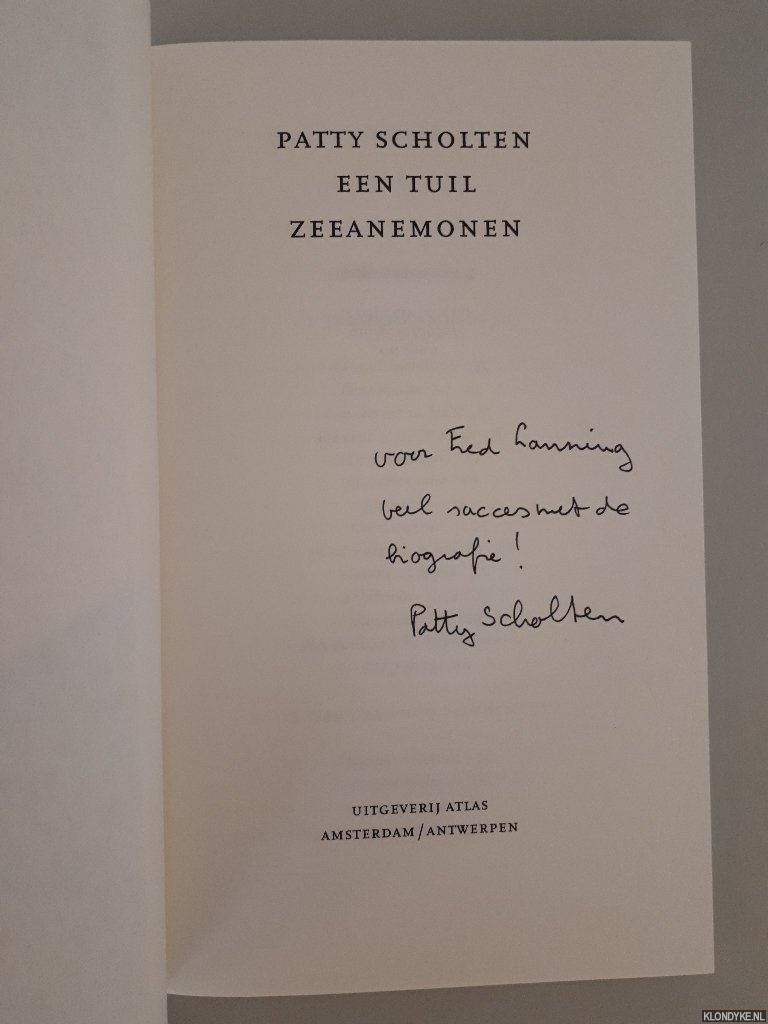 PATTY SCHOLTEN
EEN TUIL
ZEEANEMONEN
voor Fred Lanning
veel succes met de
biografie!
Patty Scholten
UITGEVERIJ ATLAS
AMSTERDAM/ANTWERPEN
KLONDYKE.NL